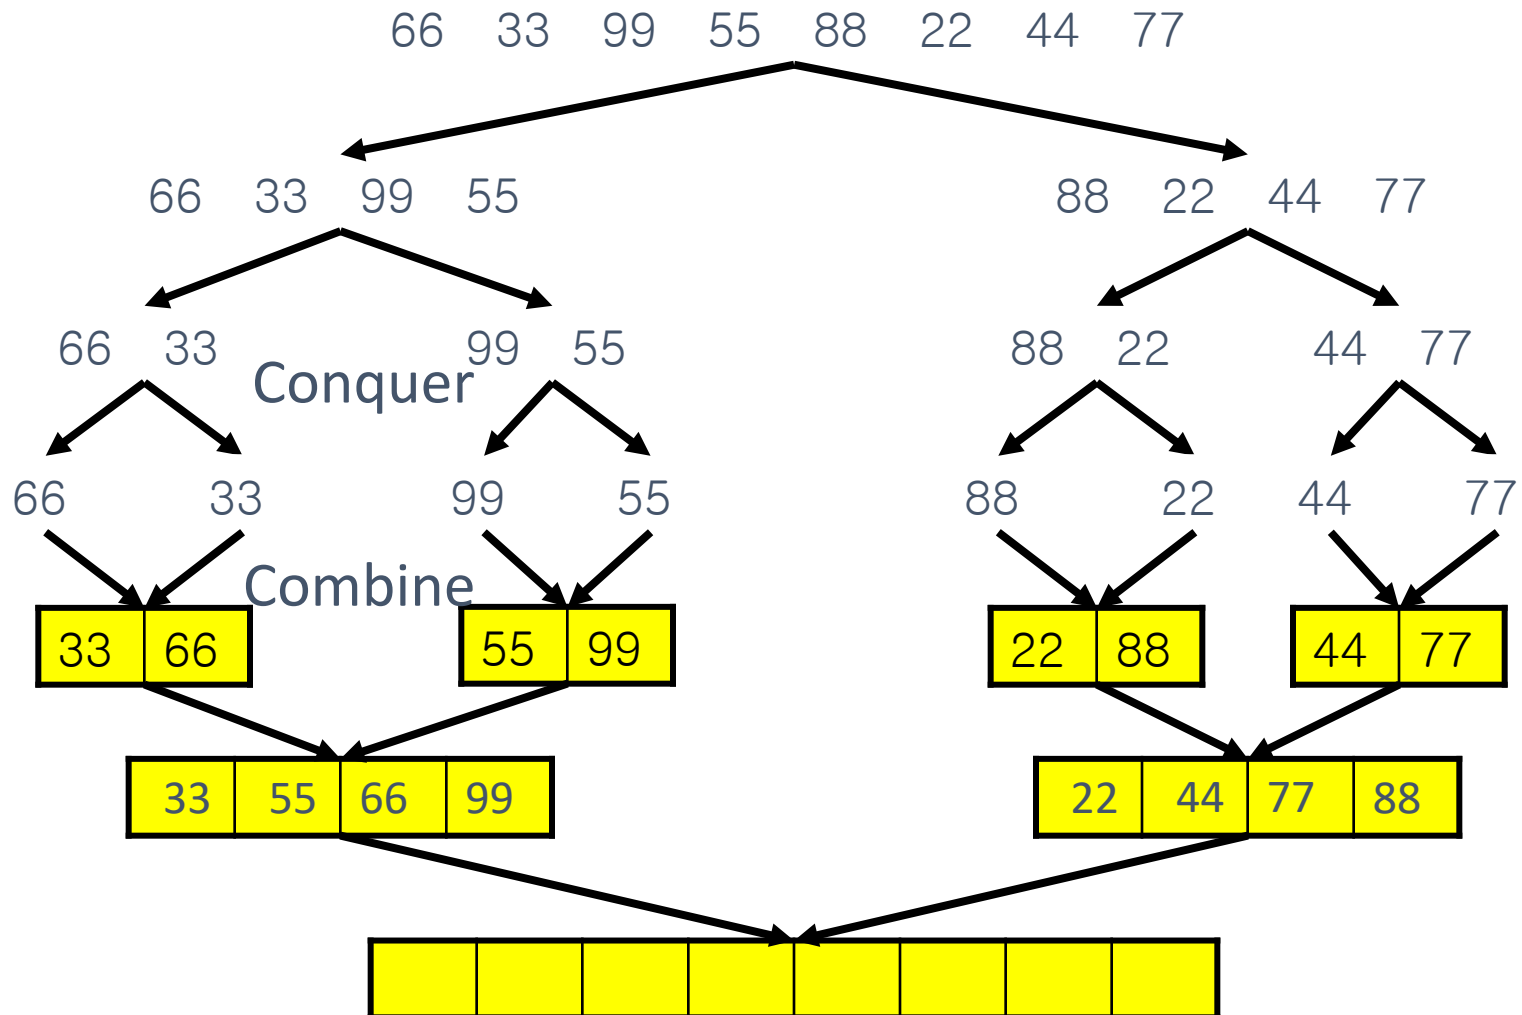 66 33 99 55 88 22 44 77
66 33 99 55 88 22 44 77
66 33 99 55 88 22 44 77
Conquer
66 33 99 55 88 22 44 77
Combine
33 66 55 99 22 88 44 77
33 55 66 99 22 44 77 88